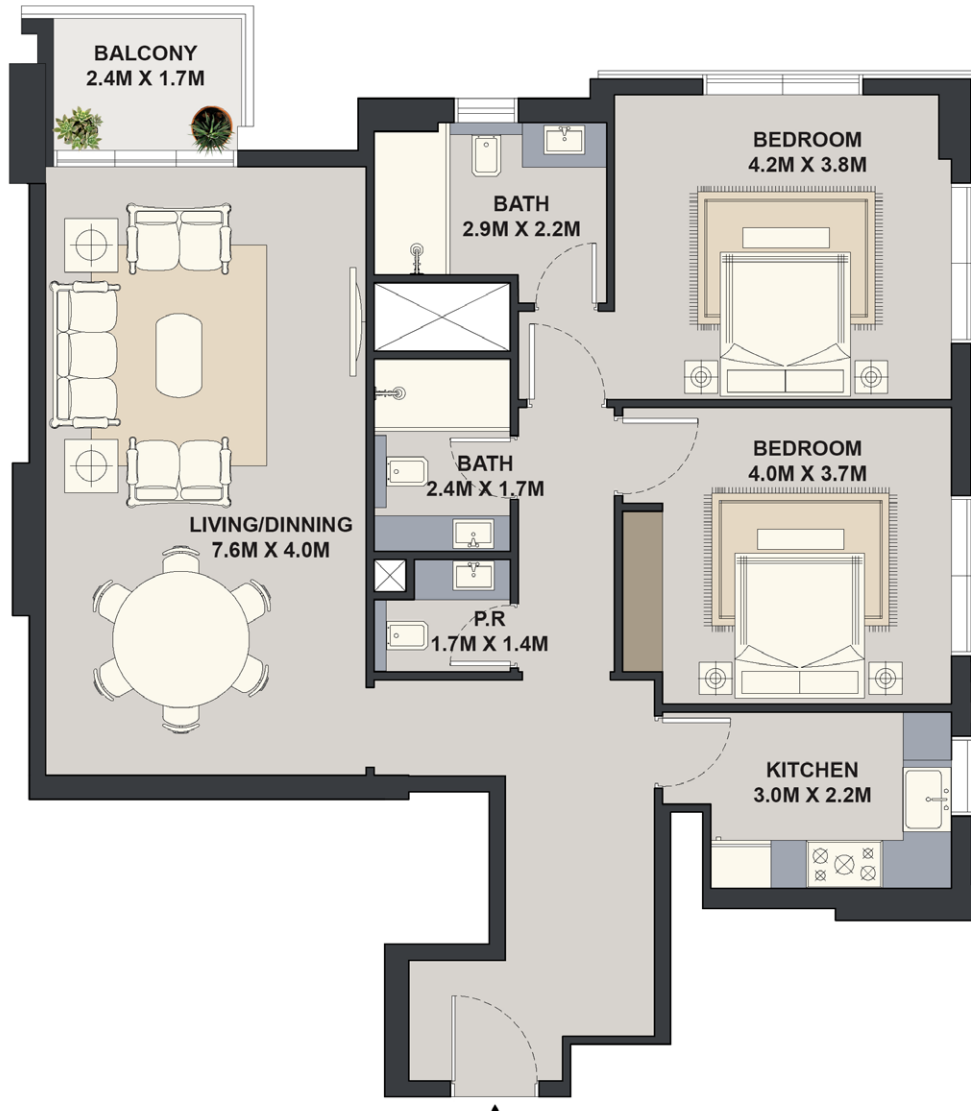 BALCONY
2.4M X 1.7M
BEDROOM
4.2M X 3.8M
BATH
2.9M X 2.2M
BEDROOM
4.0M X 3.7M
BATH
2.4M X 1.7M
LIVING/DINNING
7.6M X 4.0M
P.R
1.7M X 1.4M
KITCHEN
3.0M X 2.2M